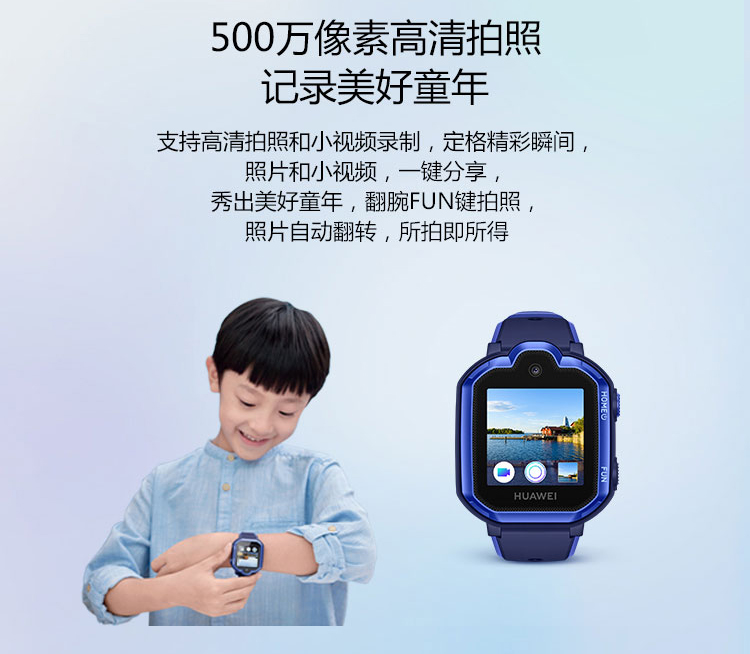 500万像素高清拍照
记录美好童年
支持高清拍照和小视频录制，定格精彩瞬间，
照片和小视频，一键分享，
秀出美好童年，翻腕FUN键拍照，
照片自动翻转，所拍即所得
HOME
FUN
HUAWEI